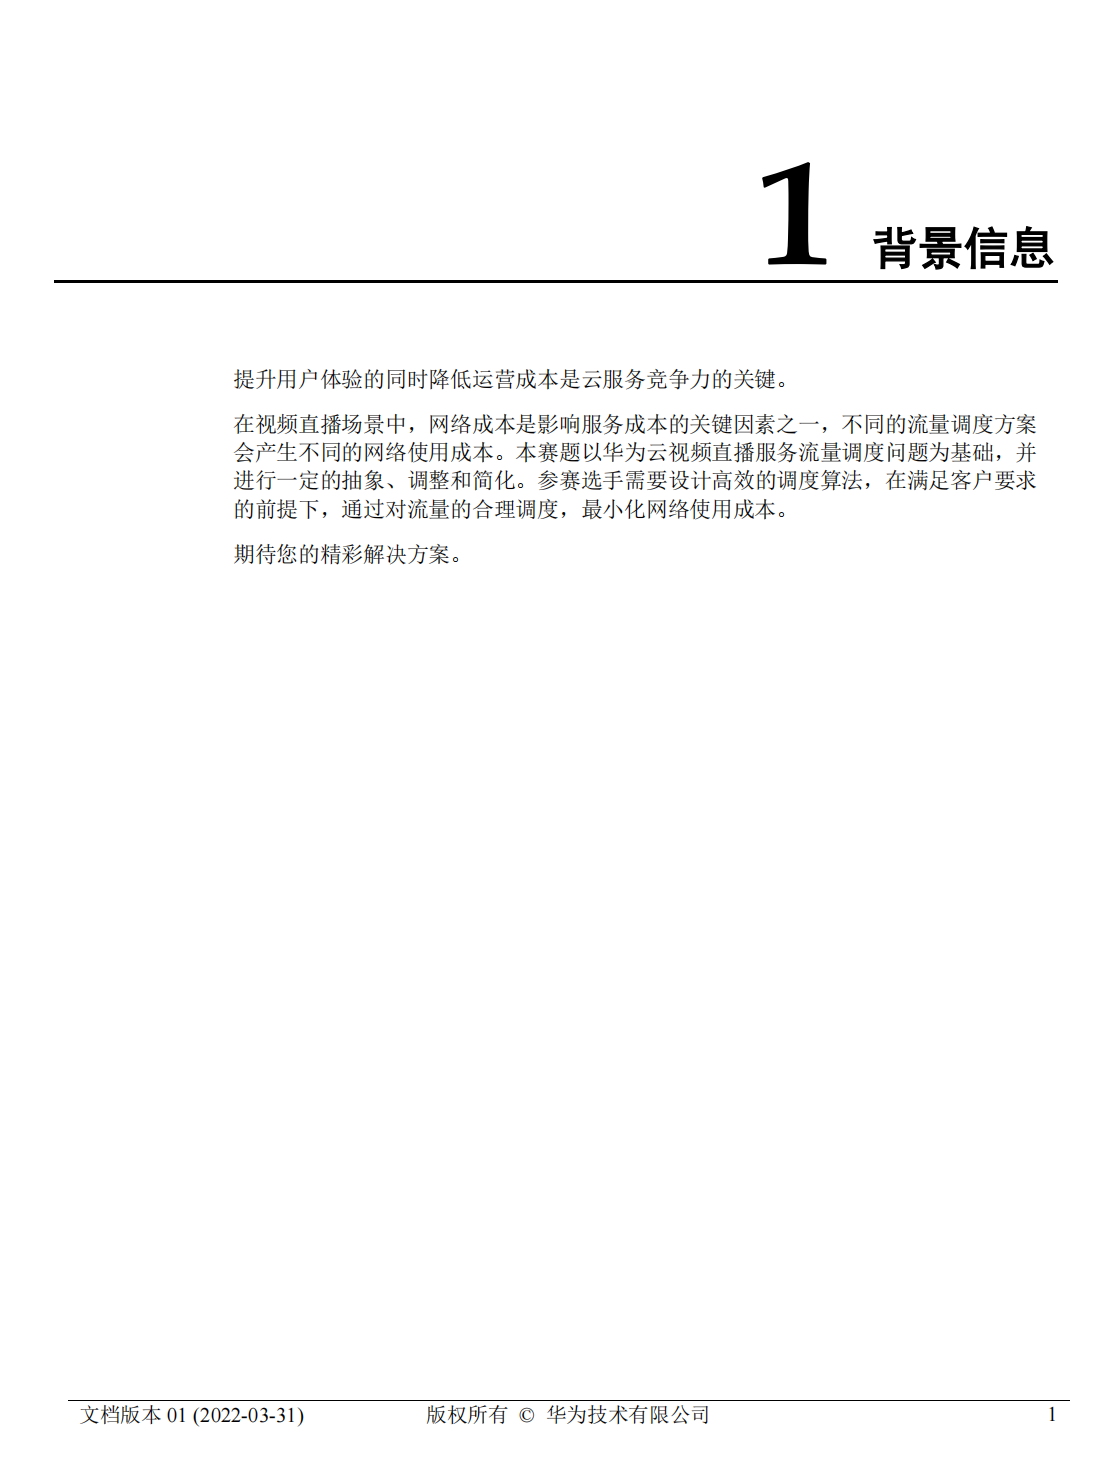 1 背景信息
提升用户体验的同时降低运营成本是云服务竞争力的关键。
在视频直播场景中，网络成本是影响服务成本的关键因素之一，不同的流量调度方案
会产生不同的网络使用成本。本赛题以华为云视频直播服务流量调度问题为基础，并
进行一定的抽象、调整和简化。参赛选手需要设计高效的调度算法，在满足客户要求
的前提下，通过对流量的合理调度，最小化网络使用成本。
期待您的精彩解决方案。
文档版本 01 (2022-03-31) 版权所有 © 华为技术有限公司 1